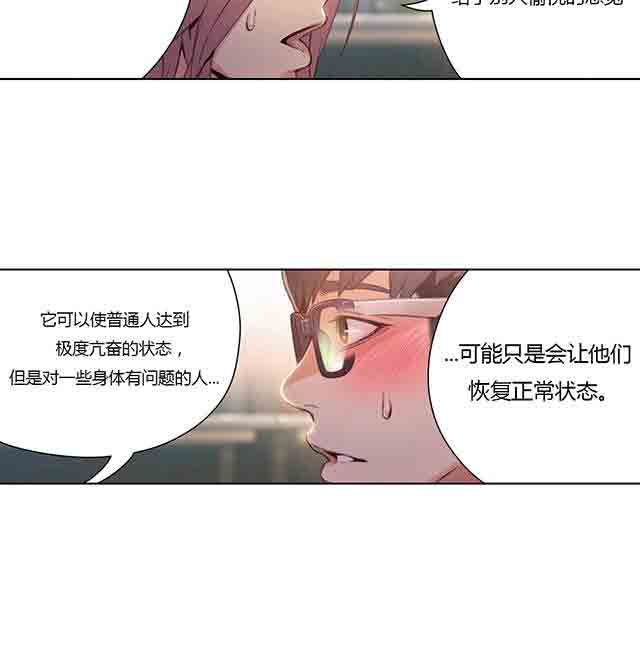 它可以使普通人达到
极度亢奋的状态，
但是对一些身体有问题的人...
...可能只是会让他们
恢复正常状态。